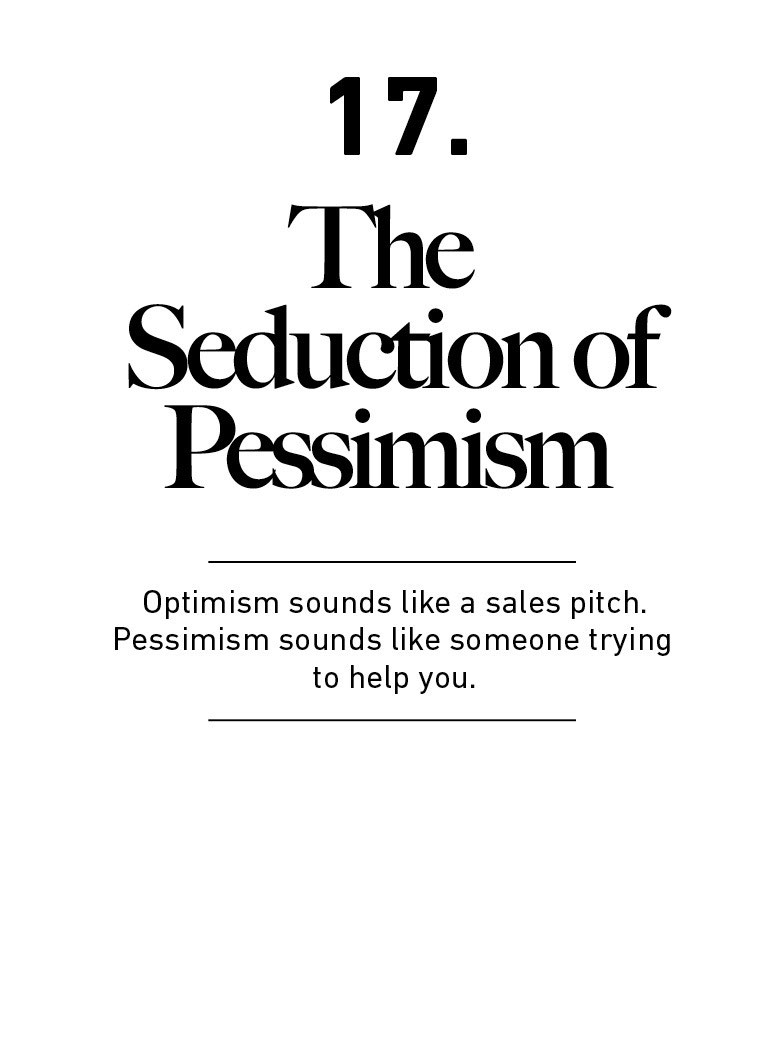 17.
The
Seduction of
Pessimism
Optimism sounds like a sales pitch.
Pessimism sounds like someone trying
to help you.